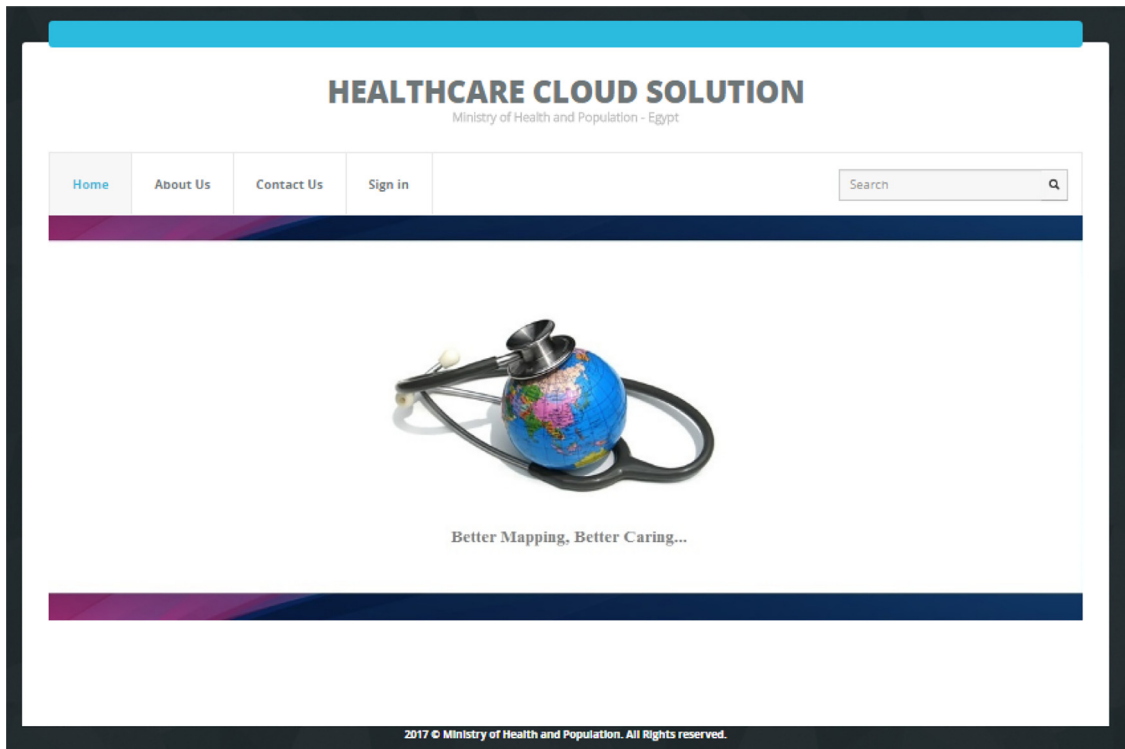 HEALTHCARE CLOUD SOLUTION
Ministry of Health and Population - Egypt
Home About Us Contact Us Sign in Search
Better Mapping, Better Caring...
2017 © Ministry of Health and Population. All Rights reserved.